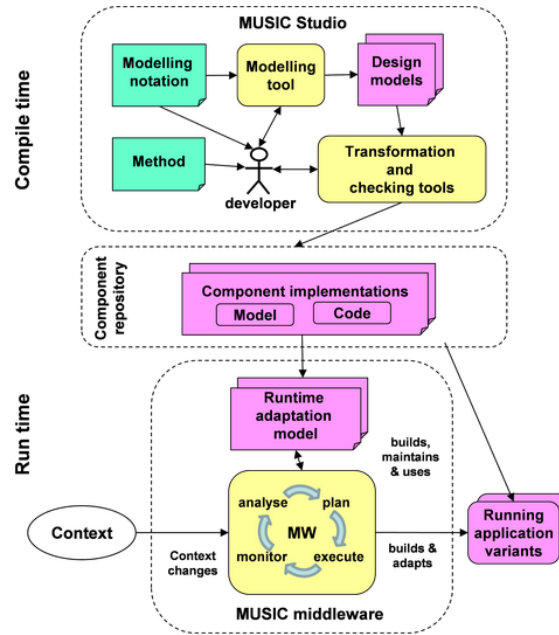 MUSIC Studio
Modelling
notation
Modelling
tool
Design
models
Compile time
Method
developer
Transformation
and
checking tools
Component
repository
Component implementations
Model
Code
Run time
Runtime
adaptation
model
builds,
maintains
& uses
Context
Context
changes
analyse
plan
MW
monitor
execute
builds &
adapts
Running
application
variants
MUSIC middleware